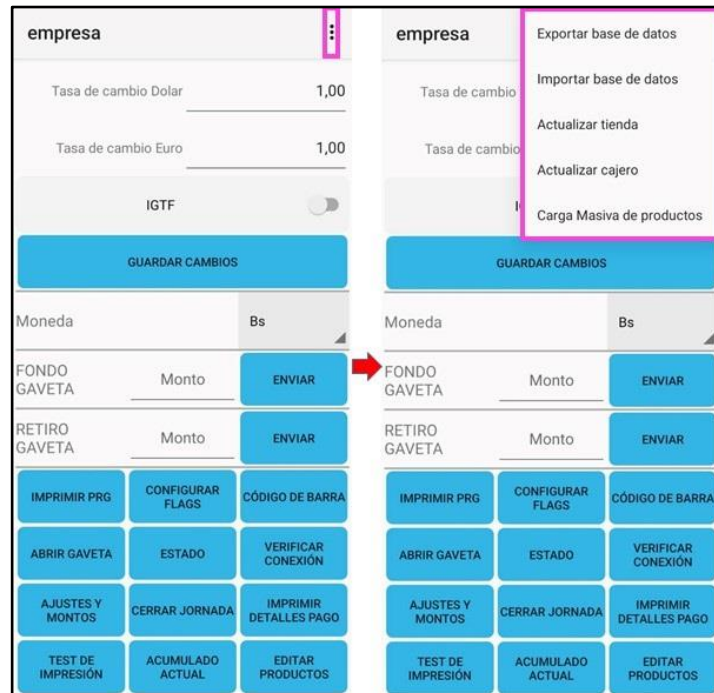 empresa
Tasa de cambio Dolar 1,00
Tasa de cambio Euro 1,00
IGTF
GUARDAR CAMBIOS
Moneda Bs
FONDO
GAVETA Monto ENVIAR
RETIRO
GAVETA Monto ENVIAR
IMPRIMIR PRG
CONFIGURAR
FLAGS
CÓDIGO DE BARRA
ABRIR GAVETA
ESTADO
VERIFICAR
CONEXIÓN
AJUSTES Y
MONTOS
CERRAR JORNADA
IMPRIMIR
DETALLES PAGO
TEST DE
IMPRESIÓN
ACUMULADO
ACTUAL
EDITAR
PRODUCTOS
empresa
Exportar base de datos
Importar base de datos
Actualizar tienda
Actualizar cajero
Carga Masiva de productos
Tasa de cambio
Tasa de cambio
GUARDAR CAMBIOS
Moneda Bs
FONDO
GAVETA Monto ENVIAR
RETIRO
GAVETA Monto ENVIAR
IMPRIMIR PRG
CONFIGURAR
FLAGS
CÓDIGO DE BARRA
ABRIR GAVETA
ESTADO
VERIFICAR
CONEXIÓN
AJUSTES Y
MONTOS
CERRAR JORNADA
IMPRIMIR
DETALLES PAGO
TEST DE
IMPRESIÓN
ACUMULADO
ACTUAL
EDITAR
PRODUCTOS